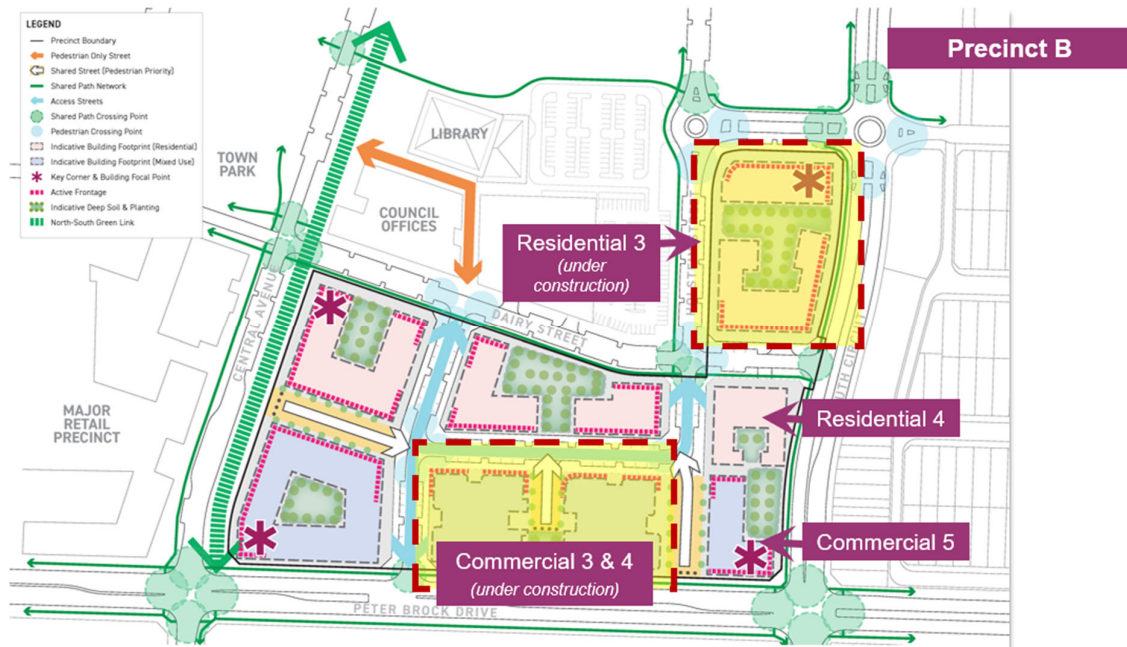 LEGEND
Precinct Boundary
Pedestrian Only Street
Shared Street (Pedestrian Priority)
Shared Path Network
Access Streets
Shared Path Crossing Point
Pedestrian Crossing Point
Indicative Building Footprint (Residential)
Indicative Building Footprint (Mixed Use)
Key Corner & Building Focal Point
Active Frontage
Indicative Deep Soil & Planting
North-South Green Link
Precinct B
LIBRARY
TOWN
PARK
COUNCIL
OFFICES
Residential 3
(under
construction)
DAIRY STREET
CENTRAL AVENUE
MAJOR
RETAIL
PRECINCT
Residential 4
Commercial 5
Commercial 3 & 4
(under construction)
PETER BROCK DRIVE